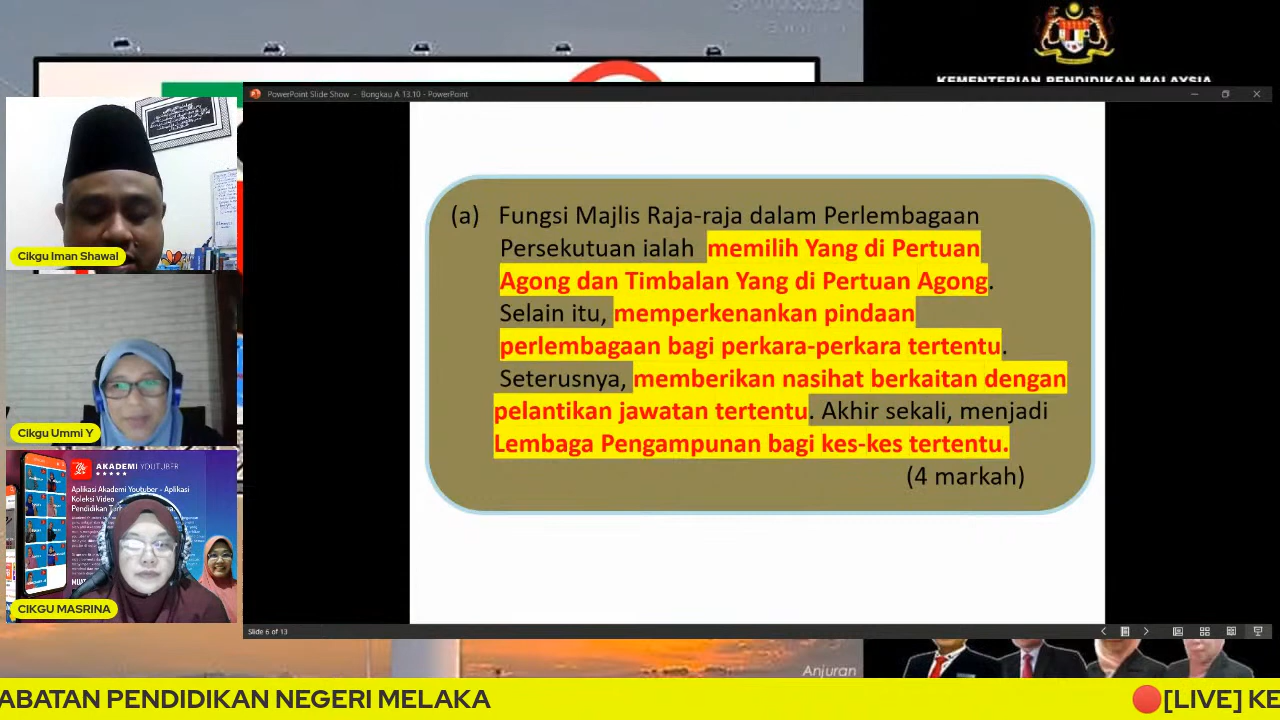 KEMENTERIAN PENDIDIKAN MALAYSIA
PowerPoint Slide Show - Bongkau A 13.10 - PowerPoint
(a) Fungsi Majlis Raja-raja dalam Perlembagaan
Persekutuan ialah memilih Yang di Pertuan
Agong dan Timbalan Yang di Pertuan Agong.
Selain itu, memperkenankan pindaan
perlembagaan bagi perkara-perkara tertentu.
Seterusnya, memberikan nasihat berkaitan dengan
pelantikan jawatan tertentu. Akhir sekali, menjadi
Lembaga Pengampunan bagi kes-kes tertentu.
(4 markah)
Cikgu Iman Shawal
Cikgu Ummi Y
AKADEMI YOUTUBER
Aplikasi Akademi Youtuber - Aplikasi
Koleksi Video
CIKGU MASRINA
Slide 6 of 13
Anjuran
ABATAN PENDIDIKAN NEGERI MELAKA
[LIVE] KE